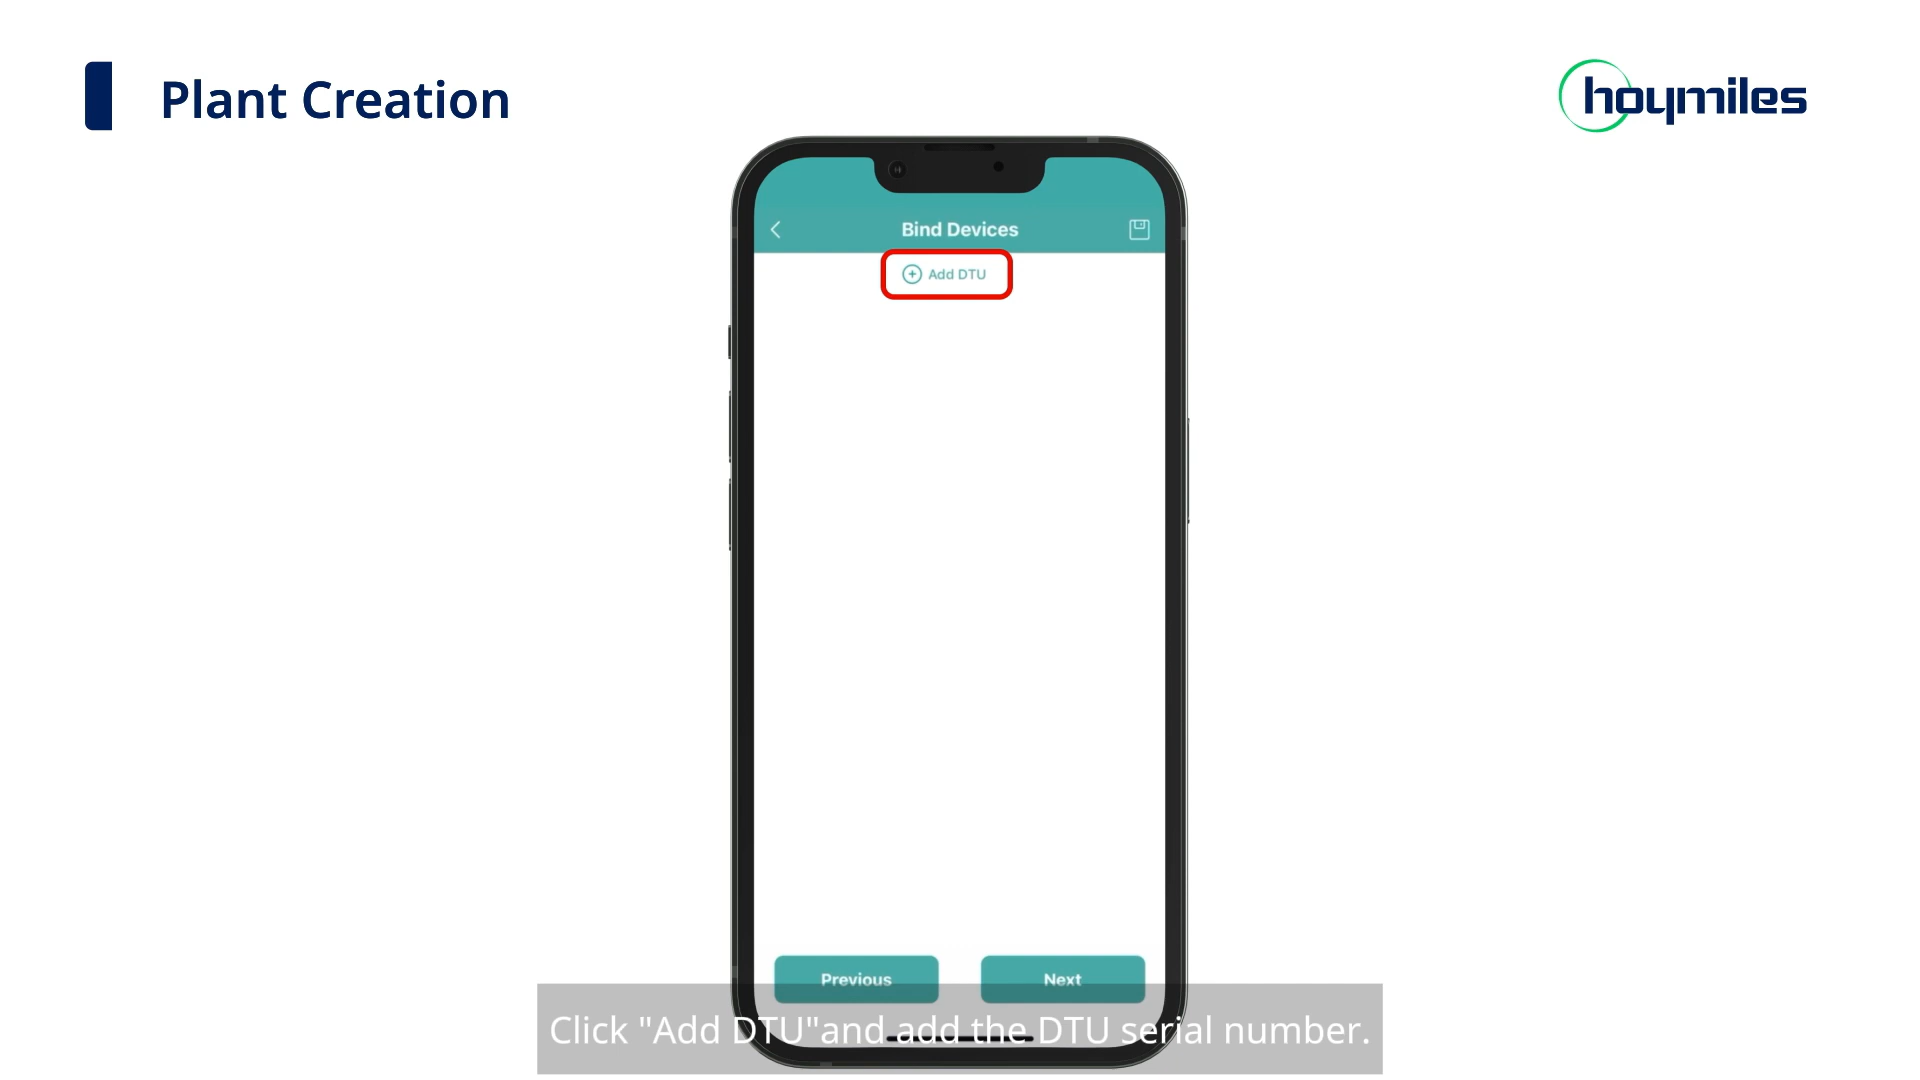 Plant Creation
hoymiles
Bind Devices
Add DTU
Previous
Next
Click "Add DTU"and add the DTU serial number.